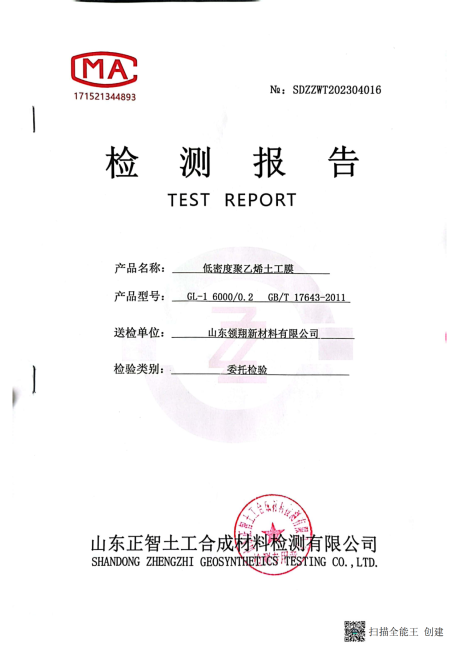 CMA
171521344893
№: SDZZWT202304016
检测报告
TEST REPORT
产品名称: 低密度聚乙烯土工膜
产品型号: GL-1 6000/0.2 GB/T 17643-2011
送检单位: 山东领翔新材料有限公司
检验类别: 委托检验
山东正智土工合成材料检测有限公司
SHANDONG ZHENGZHI GEOSYNTHETICS TESTING CO.,LTD.
扫描全能王 创建